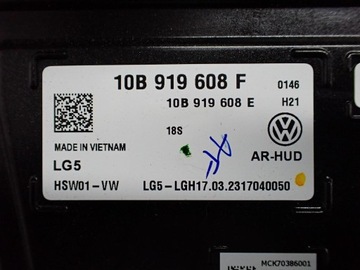 10B 919 608 F
0146
10B 919 608 E
H21
18S
MADE IN VIETNAM
LG5
AR-HUD
HSW01-VW
LG5-LGH17.03.2317040050
MCK70386001